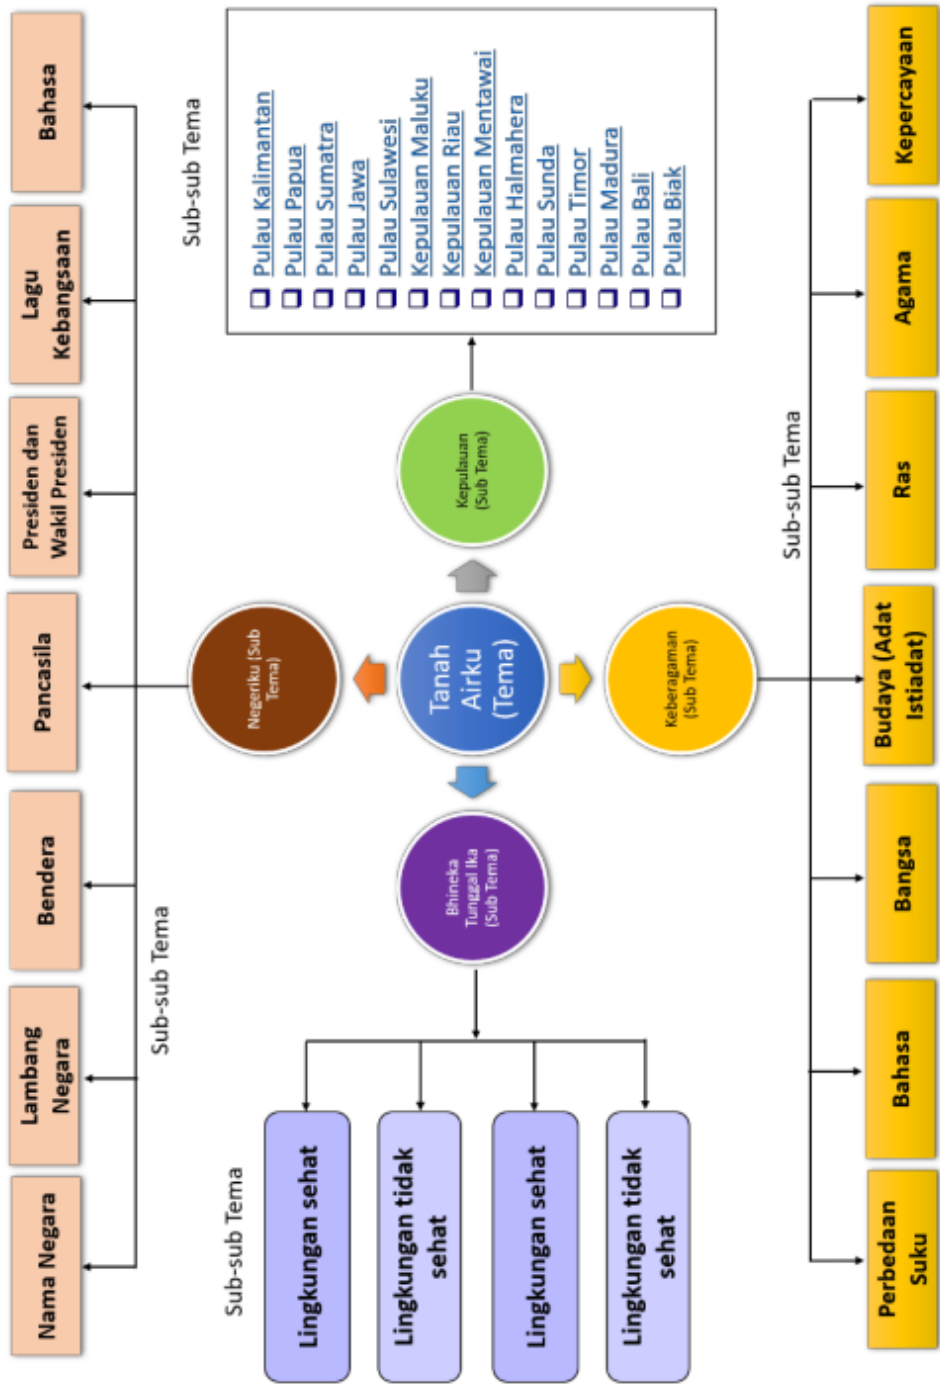 Nama Negara
Lambang
Negara
Bendera
Pancasila
Presiden dan
Wakil Presiden
Lagu
Kebangsaan
Bahasa
Sub-sub Tema
Negeriku (Sub
Tema)
Sub-sub Tema
Lingkungan sehat
Lingkungan tidak
sehat
Lingkungan sehat
Lingkungan tidak
sehat
Bhineka
Tunggal Ika
(Sub Tema)
Tanah
Airku
(Tema)
Kepulauan
(Sub Tema)
Sub-sub Tema
❑ Pulau Kalimantan
❑ Pulau Papua
❑ Pulau Sumatra
❑ Pulau Jawa
❑ Pulau Sulawesi
❑ Kepulauan Maluku
❑ Kepulauan Riau
❑ Kepulauan Mentawai
❑ Pulau Halmahera
❑ Pulau Sunda
❑ Pulau Timor
❑ Pulau Madura
❑ Pulau Bali
❑ Pulau Biak
Keberagaman
(Sub Tema)
Sub-sub Tema
Perbedaan
Suku
Bahasa
Bangsa
Budaya (Adat
Istiadat)
Ras
Agama
Kepercayaan